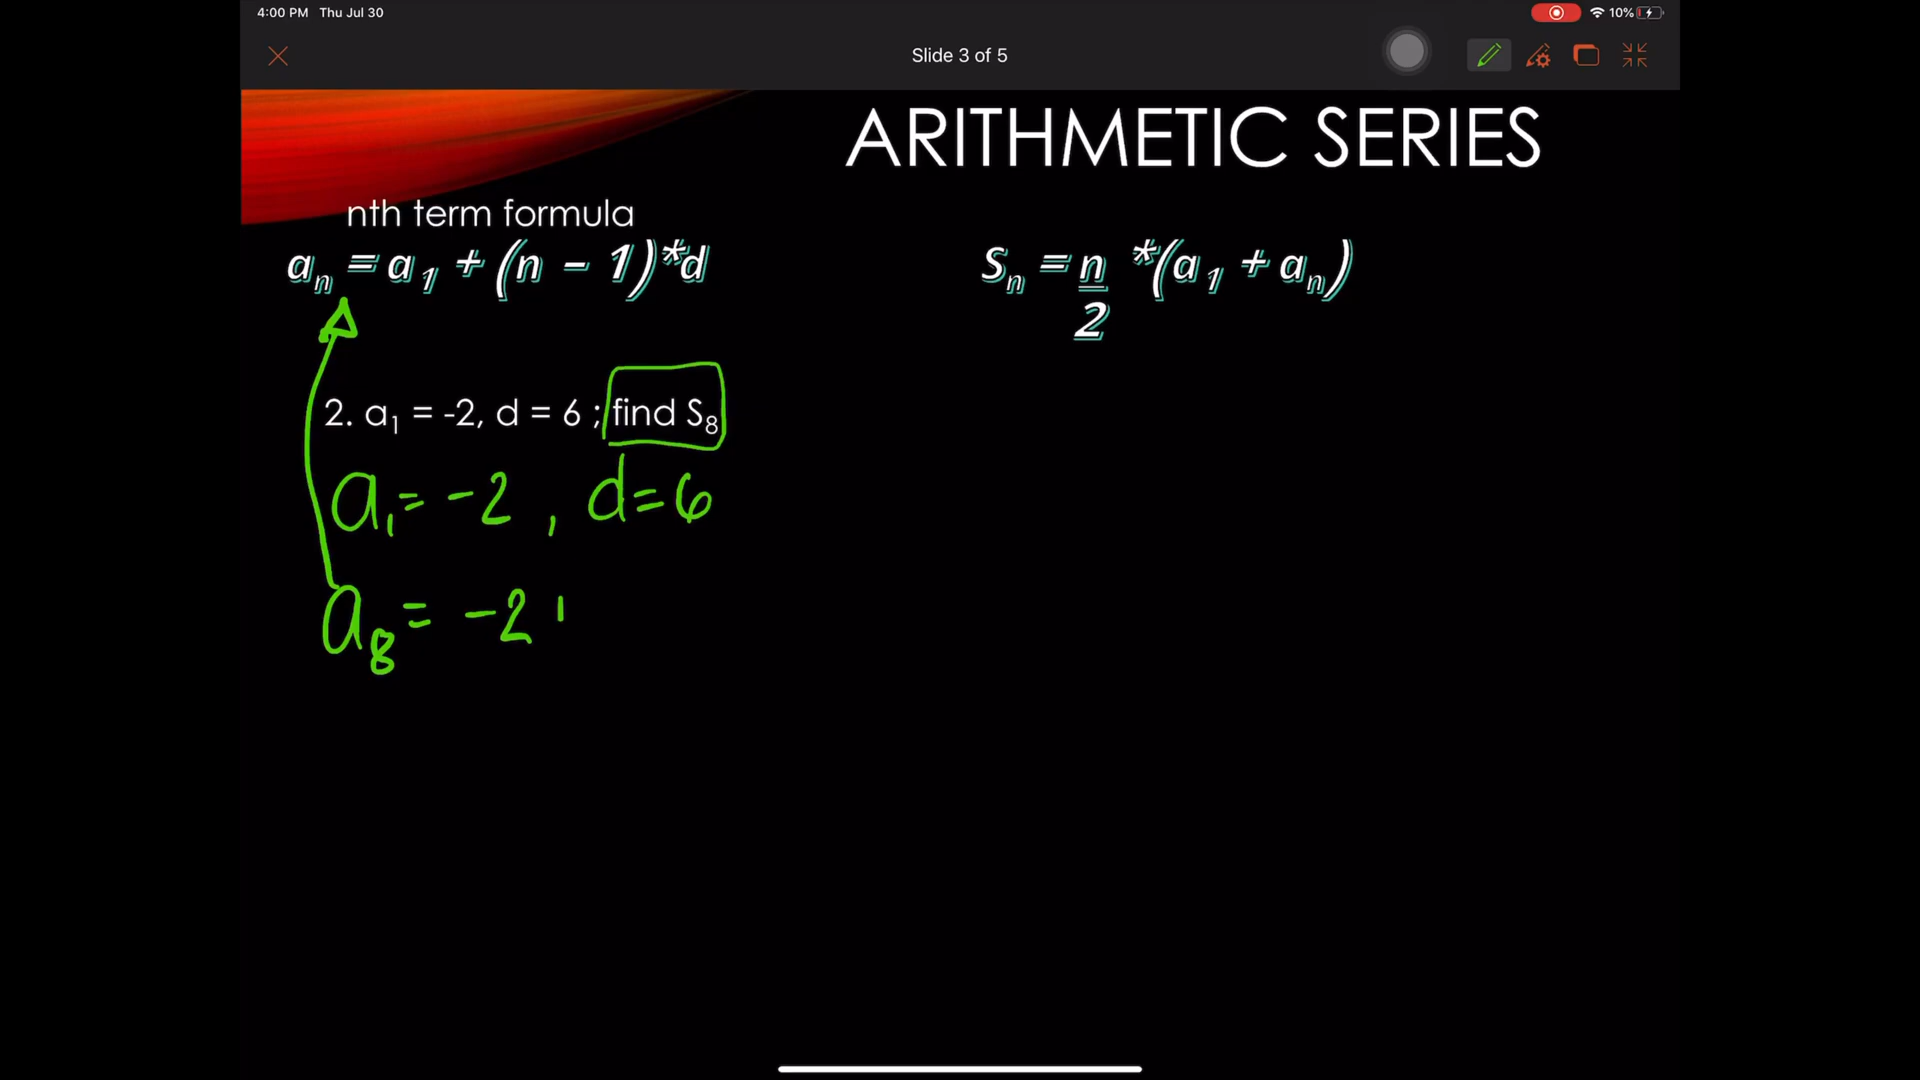 4:00 PM Thu Jul 30
10%
Slide 3 of 5
ARITHMETIC SERIES
nth term formula
aₙ = a₁ + (n – 1)*d
Sₙ = n/2 *(a₁ + aₙ)
2. a₁ = -2, d = 6 ; find S₈
a₁ = -2 , d = 6
a₈ = -2 ı